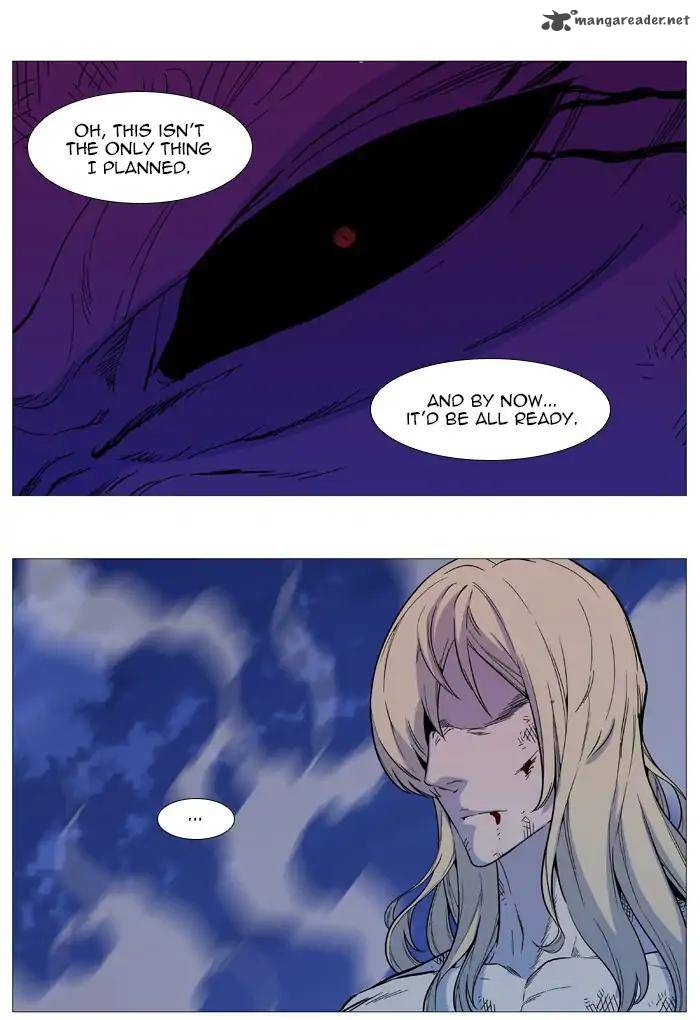 mangareader.net
OH, THIS ISN'T
THE ONLY THING
I PLANNED.
AND BY NOW...
IT'D BE ALL READY.
...